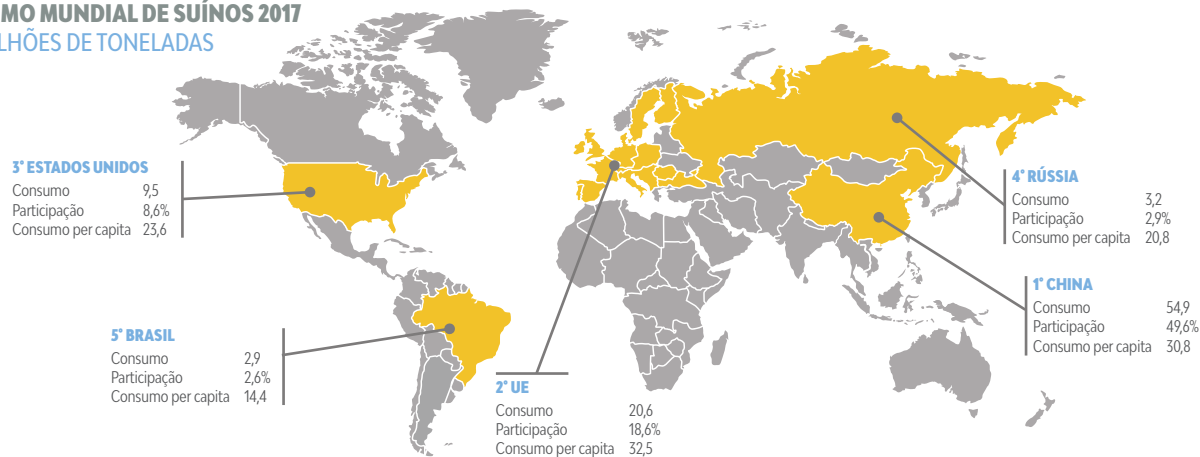 MO MUNDIAL DE SUÍNOS 2017
LHÕES DE TONELADAS
3° ESTADOS UNIDOS
Consumo 9,5
Participação 8,6%
Consumo per capita 23,6
4° RÚSSIA
Consumo 3,2
Participação 2,9%
Consumo per capita 20,8
1° CHINA
Consumo 54,9
Participação 49,6%
Consumo per capita 30,8
5° BRASIL
Consumo 2,9
Participação 2,6%
Consumo per capita 14,4
2° UE
Consumo 20,6
Participação 18,6%
Consumo per capita 32,5